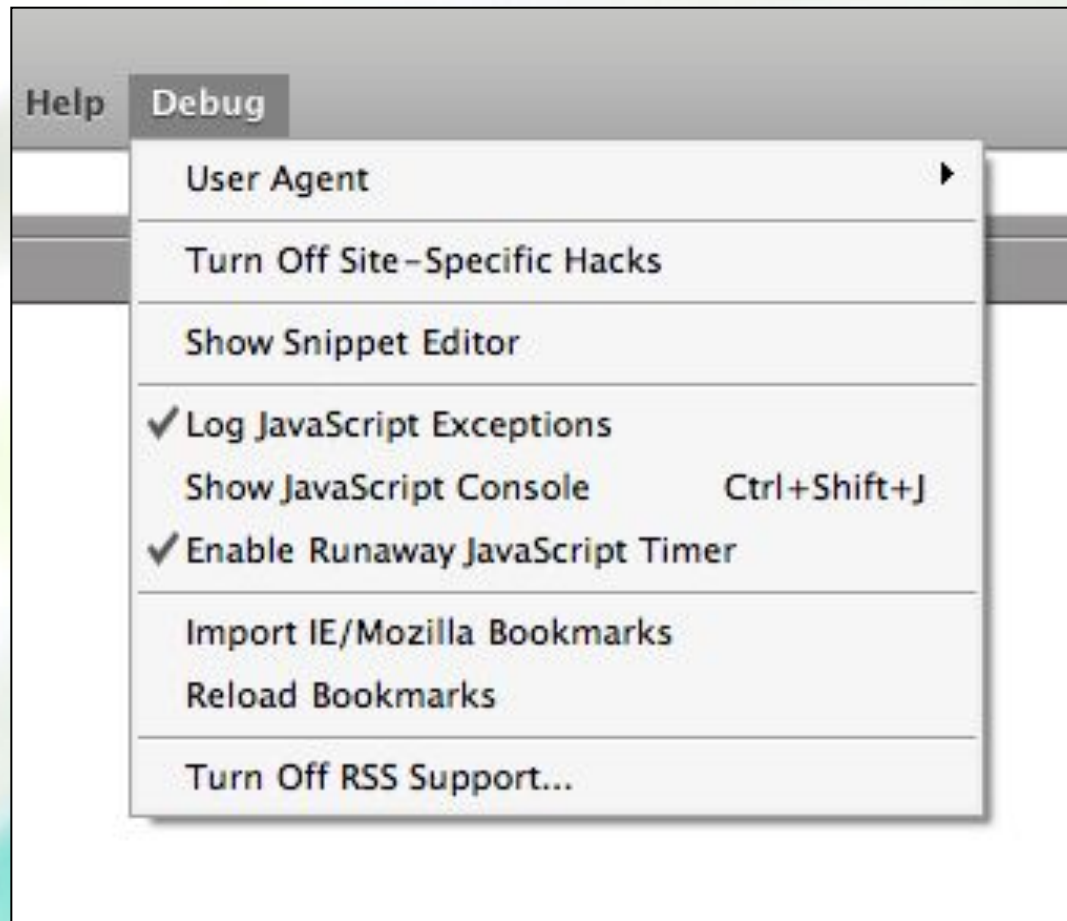 Help Debug
User Agent
Turn Off Site-Specific Hacks
Show Snippet Editor
Log JavaScript Exceptions
Show JavaScript Console Ctrl+Shift+J
Enable Runaway JavaScript Timer
Import IE/Mozilla Bookmarks
Reload Bookmarks
Turn Off RSS Support...